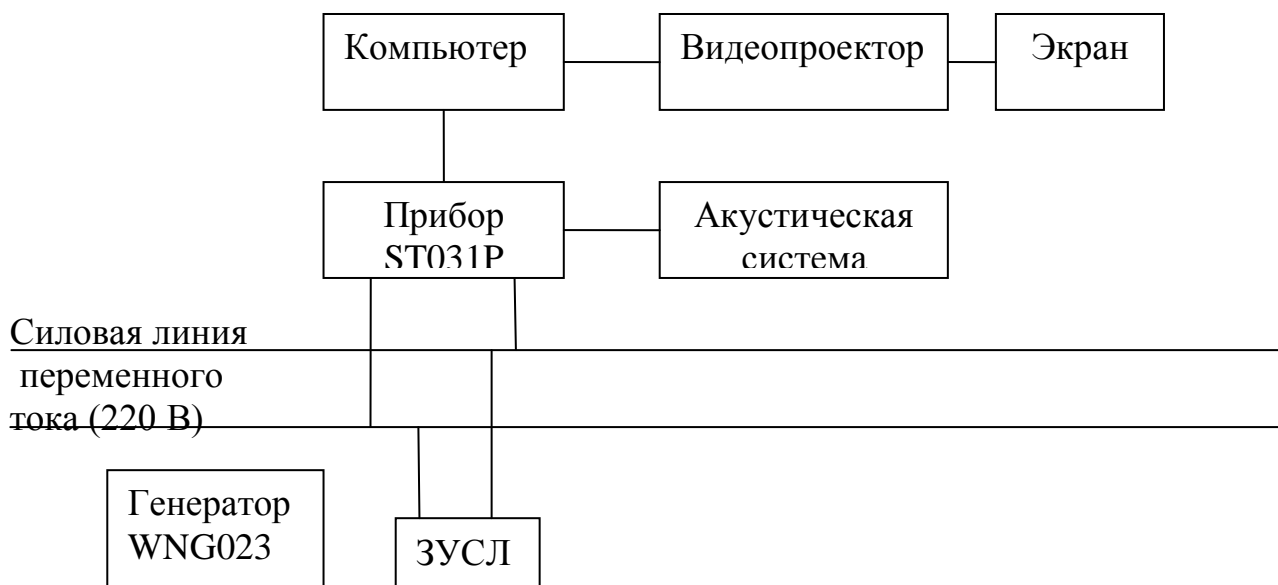 Компьютер
Видеопроектор
Экран
Прибор
ST031P
Акустическая
система
Силовая линия
переменного
тока (220 В)
Генератор
WNG023
ЗУСЛ